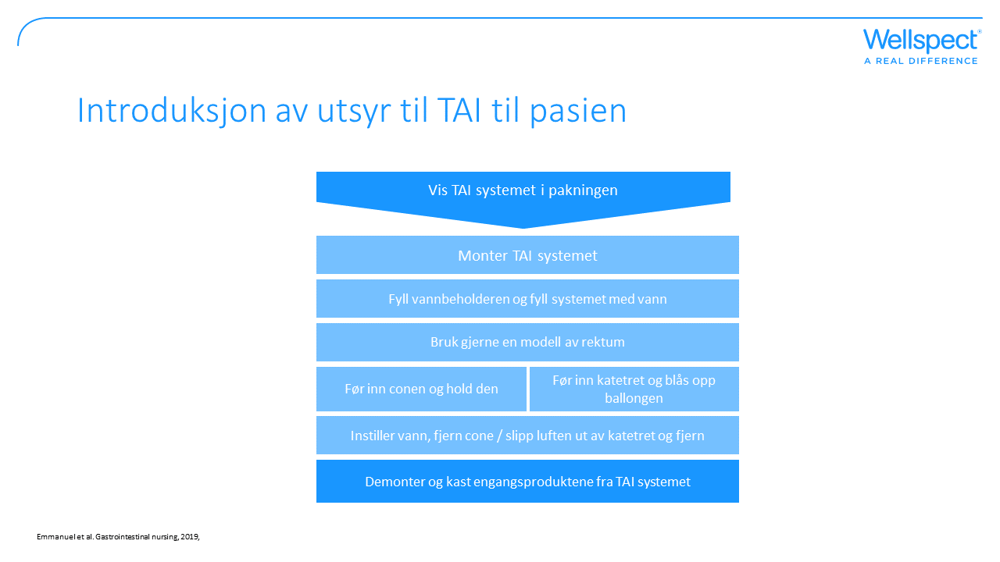 Wellspect®
A REAL DIFFERENCE
Introduksjon av utsyr til TAI til pasien
Vis TAI systemet i pakningen
Monter TAI systemet
Fyll vannbeholderen og fyll systemet med vann
Bruk gjerne en modell av rektum
Før inn conen og hold den
Før inn katetret og blås opp
ballongen
Instiller vann, fjern cone / slipp luften ut av katetret og fjern
Demonter og kast engangsproduktene fra TAI systemet
Emmanuel et al. Gastrointestinal nursing, 2019,